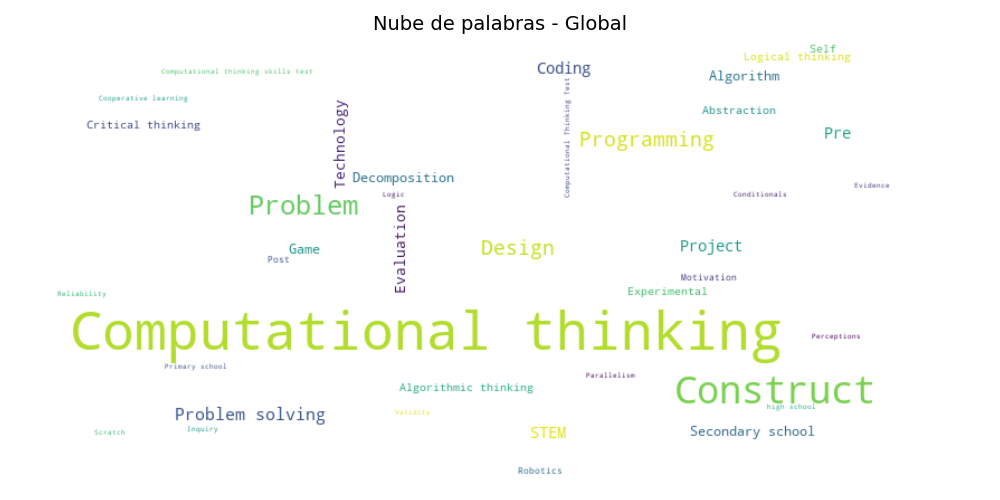 Nube de palabras - Global
Self
Logical thinking
Coding
Computational thinking skills test
Algorithm
Computational Thinking Test
Cooperative learning
Technology
Abstraction
Critical thinking
Programming
Pre
Decomposition
Evidence
Logic
Conditionals
Problem
Evaluation
Design
Project
Game
Post
Motivation
Experimental
Reliability
Computational thinking
Perceptions
Primary school
Parallelism
Algorithmic thinking
Construct
high school
Problem solving
Validity
Inquiry
Scratch
STEM
Secondary school
Robotics